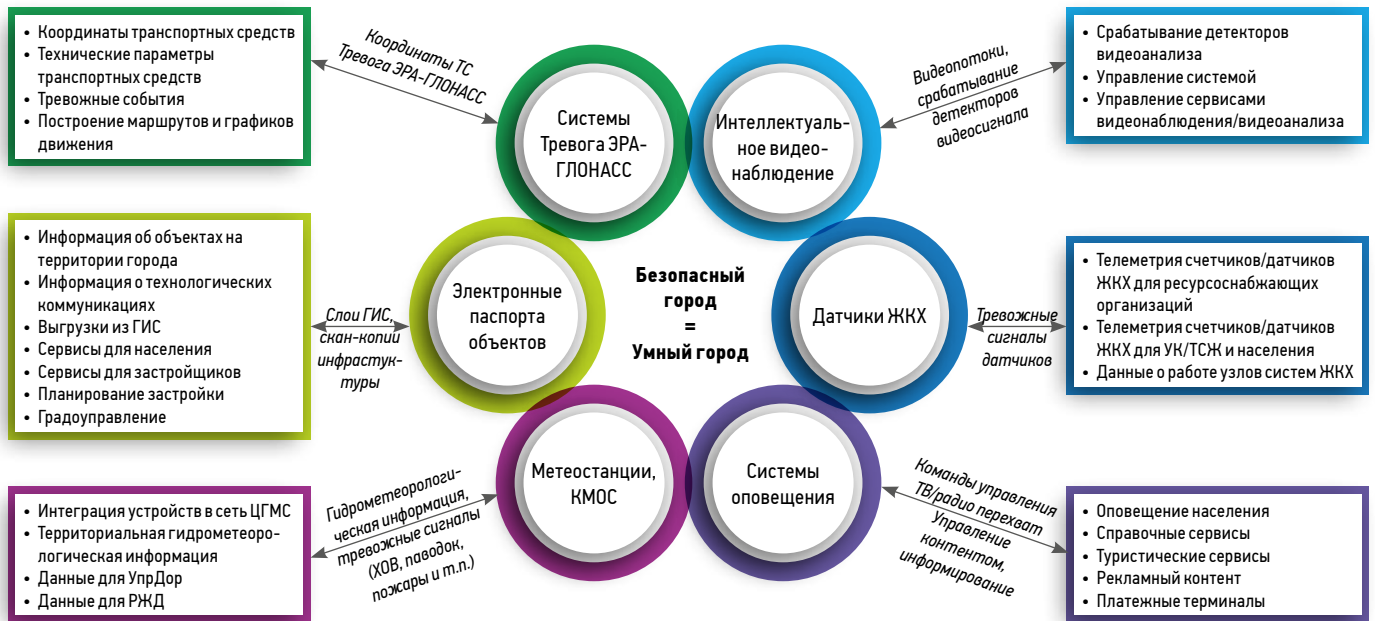 • Координаты транспортных средств
• Технические параметры
транспортных средств
• Тревожные события
• Построение маршрутов и графиков
движения
Координаты ТС
Тревога ЭРА-ГЛОНАСС
Системы
Тревога ЭРА-
ГЛОНАСС
Интеллектуаль-
ное видео-
наблюдение
Видеопотоки,
срабатывание
детекторов
видеосигнала
• Срабатывание детекторов
видеоанализа
• Управление системой
• Управление сервисами
видеонаблюдения/видеоанализа
• Информация об объектах на
территории города
• Информация о технологических
коммуникациях
• Выгрузки из ГИС
• Сервисы для населения
• Сервисы для застройщиков
• Планирование застройки
• Градоуправление
Слои ГИС,
скан-копии
инфрастук-
туры
Электронные
паспорта
объектов
Безопасный
город
=
Умный город
Датчики ЖКХ
Тревожные
сигналы
датчиков
• Телеметрия счетчиков/датчиков
ЖКХ для ресурсоснабжающих
организаций
• Телеметрия счетчиков/датчиков
ЖКХ для УК/ТСЖ и населения
• Данные о работе узлов систем ЖКХ
• Интеграция устройств в сеть ЦГМС
• Территориальная гидрометеоро-
логическая информация
• Данные для УпрДор
• Данные для РЖД
Гидрометеорологи-
ческая информация,
тревожные сигналы
(ХОВ, паводок,
пожары и т.п.)
Метеостанции,
КМОС
Системы
оповещения
Команды управления
ТВ/радио перехват
Управление
контентом,
информирование
• Оповещение населения
• Справочные сервисы
• Туристические сервисы
• Рекламный контент
• Платежные терминалы